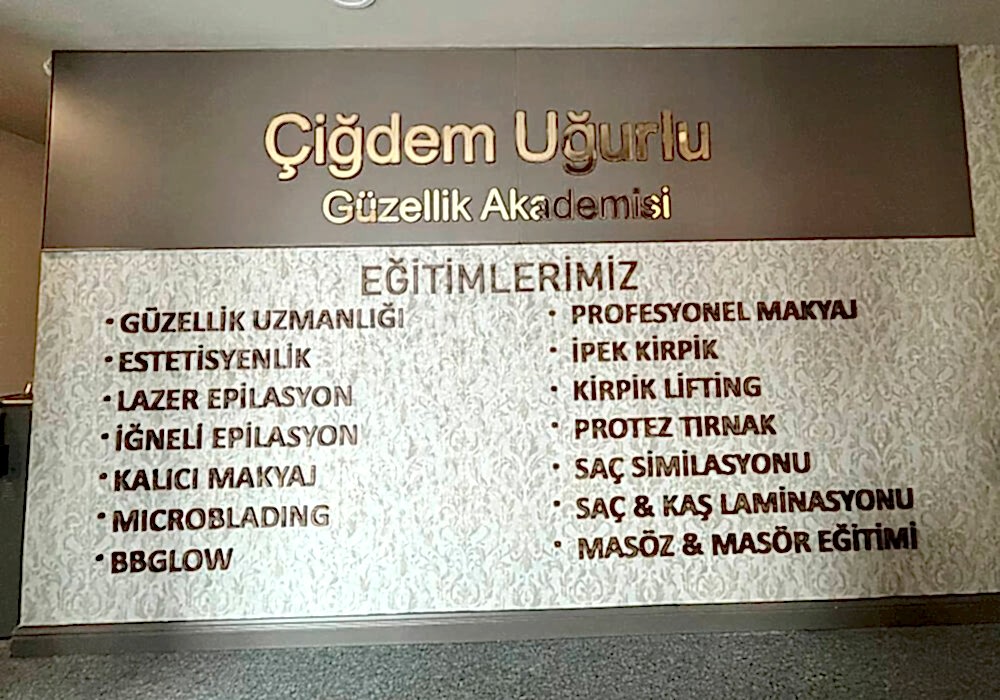 Çiğdem Uğurlu
Güzellik Akademisi
EĞİTİMLERİMİZ
• GÜZELLİK UZMANLIĞI
• ESTETİSYENLİK
• LAZER EPİLASYON
• İĞNELİ EPİLASYON
• KALICI MAKYAJ
• MICROBLADING
• BBGLOW
• PROFESYONEL MAKYAJ
• İPEK KİRPİK
• KİRPİK LİFTİNG
• PROTEZ TIRNAK
• SAÇ SİMİLASYONU
• SAÇ & KAŞ LAMİNASYONU
• MASÖZ & MASÖR EĞİTİMİ